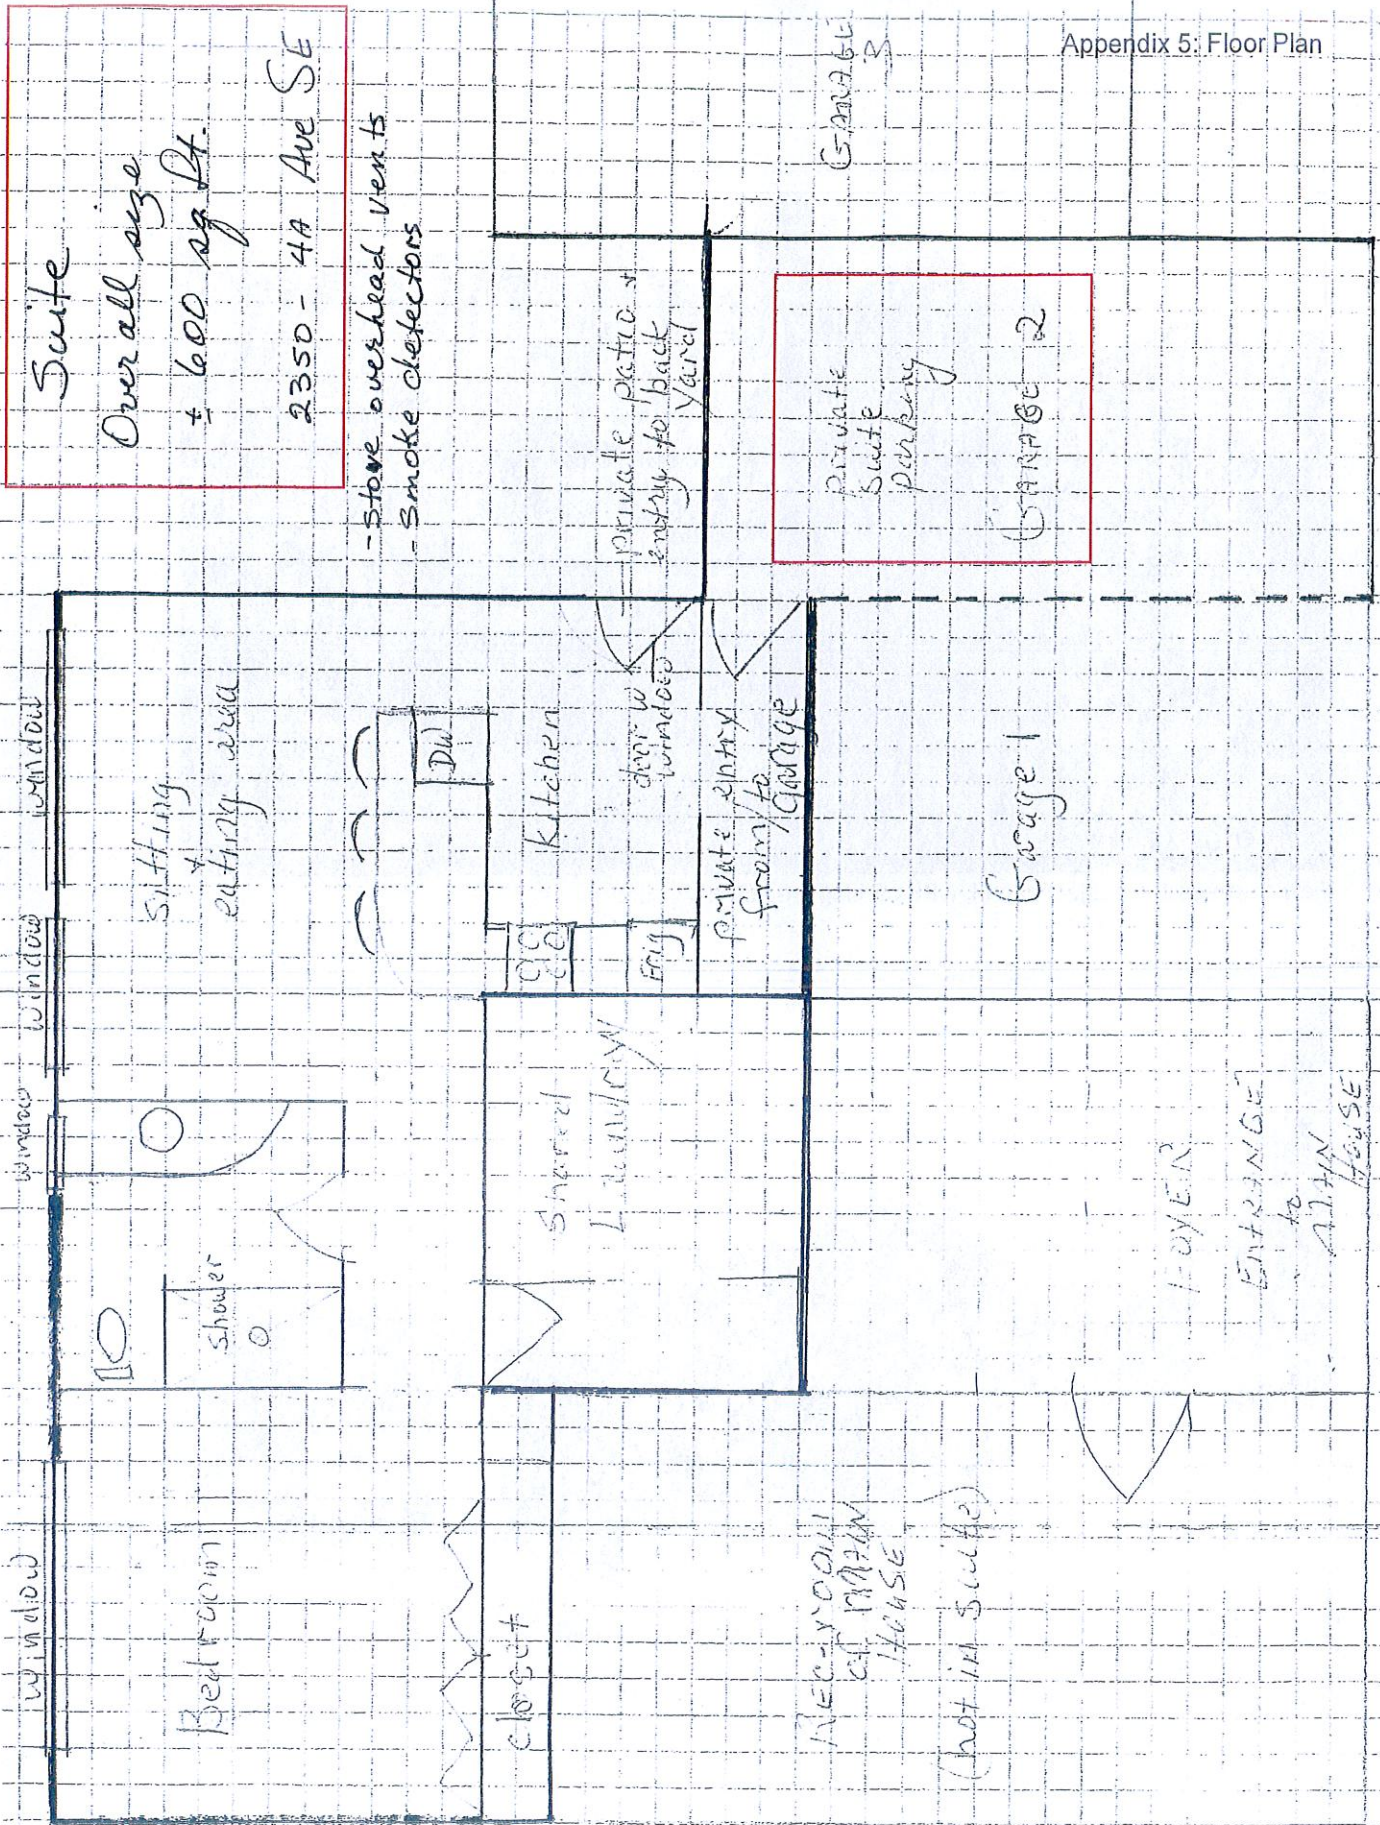 Appendix 5: Floor Plan
Suite
Overall size
± 600 sq ft.
2350 - 4A Ave SE
- stove overhead vents
- smoke detectors
window
window
window
window
Bedroom
closet
shower
Sitting
+
eating area
DW
Kitchen
Frig
door w
window
private patio +
entry to back
yard
private entry
from/to
Garage
Shared
Laundry
Private
Suite
parking
GARAGE 2
GARAGE
3
Garage 1
FOYER
ENTRANCE
to
MAIN
HOUSE
REC-ROOM
OF MAIN
HOUSE
(not in suite)